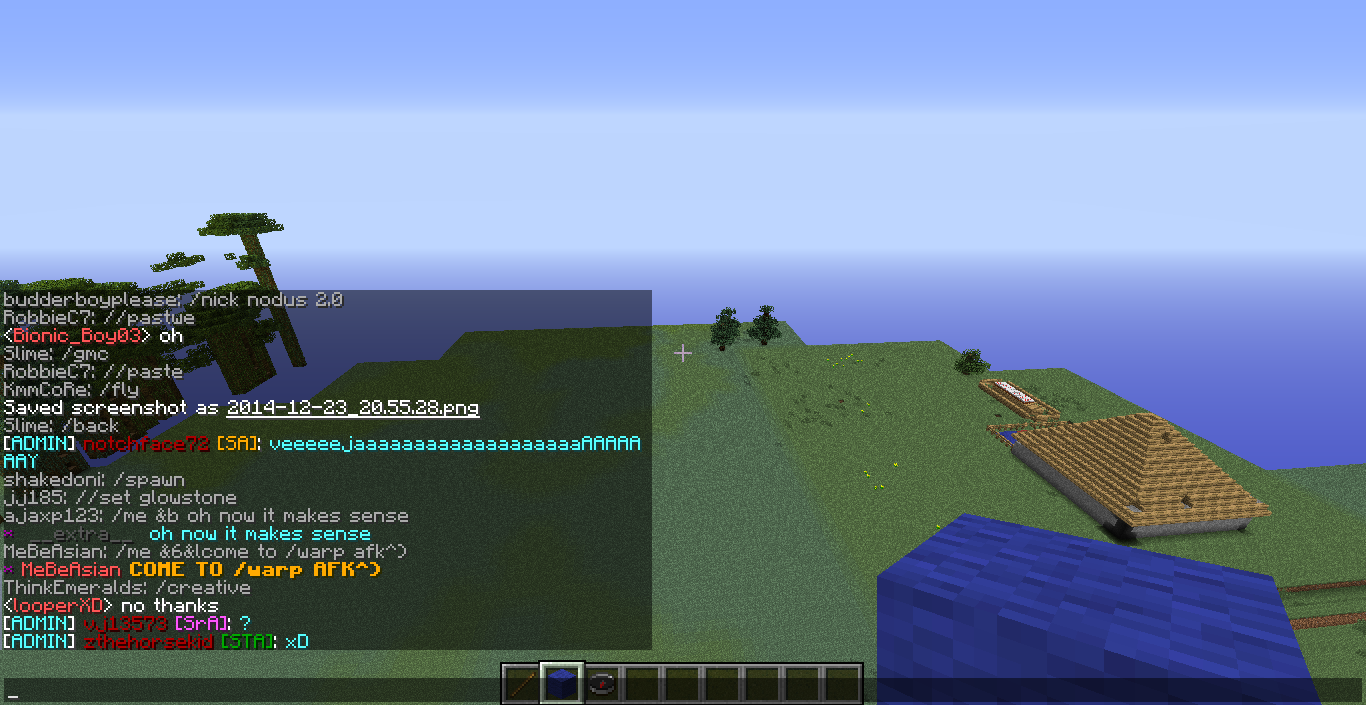 budderboyplease: /nick nodus 2.0
RobbieC7: //pastwe
<Bionic_Boy03> oh
Slime: /gmc
RobbieC7: //paste
KmmCoRe: /fly
Saved screenshot as 2014-12-23_20.55.28.png
Slime: /back
[ADMIN] notchface72 [SA]: veeeeejaaaaaaaaaaaaaaaaaaaAAAAA
AAY
shakedoni: /spawn
jj185: //set glowstone
ajaxp123: /me &b oh now it makes sense
* __extra__ oh now it makes sense
MeBeAsian: /me &6&lcome to /warp afk^)
* MeBeAsian COME TO /warp AFK^)
ThinkEmeralds: /creative
<looperXD> no thanks
[ADMIN] vj13573 [SrA]: ?
[ADMIN] zthehorsekid [STA]: xD
_